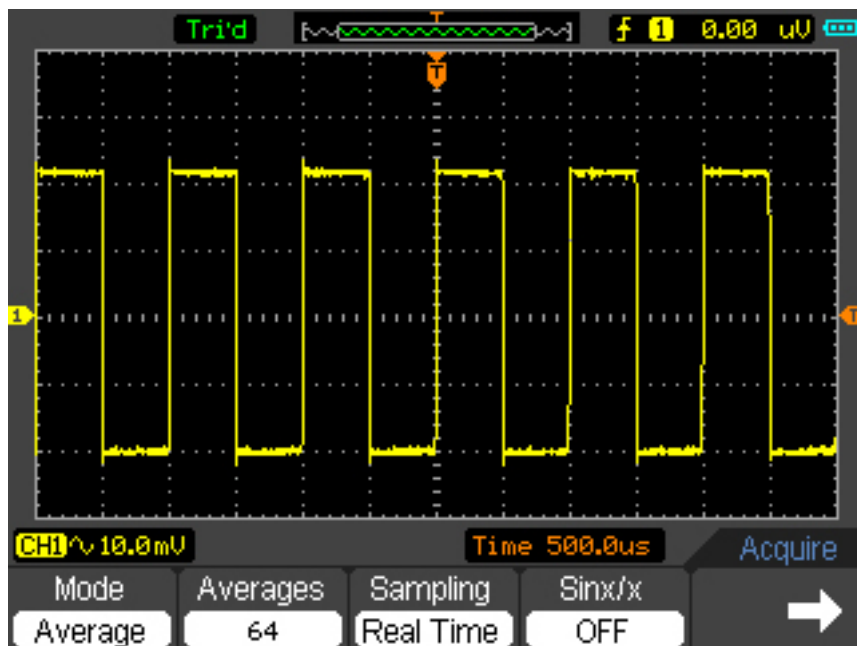 Tri'd T 1 0.00 uV
T
1 T
CH1 10.0mV Time 500.0us Acquire
Mode Averages Sampling Sinx/x
Average 64 Real Time OFF